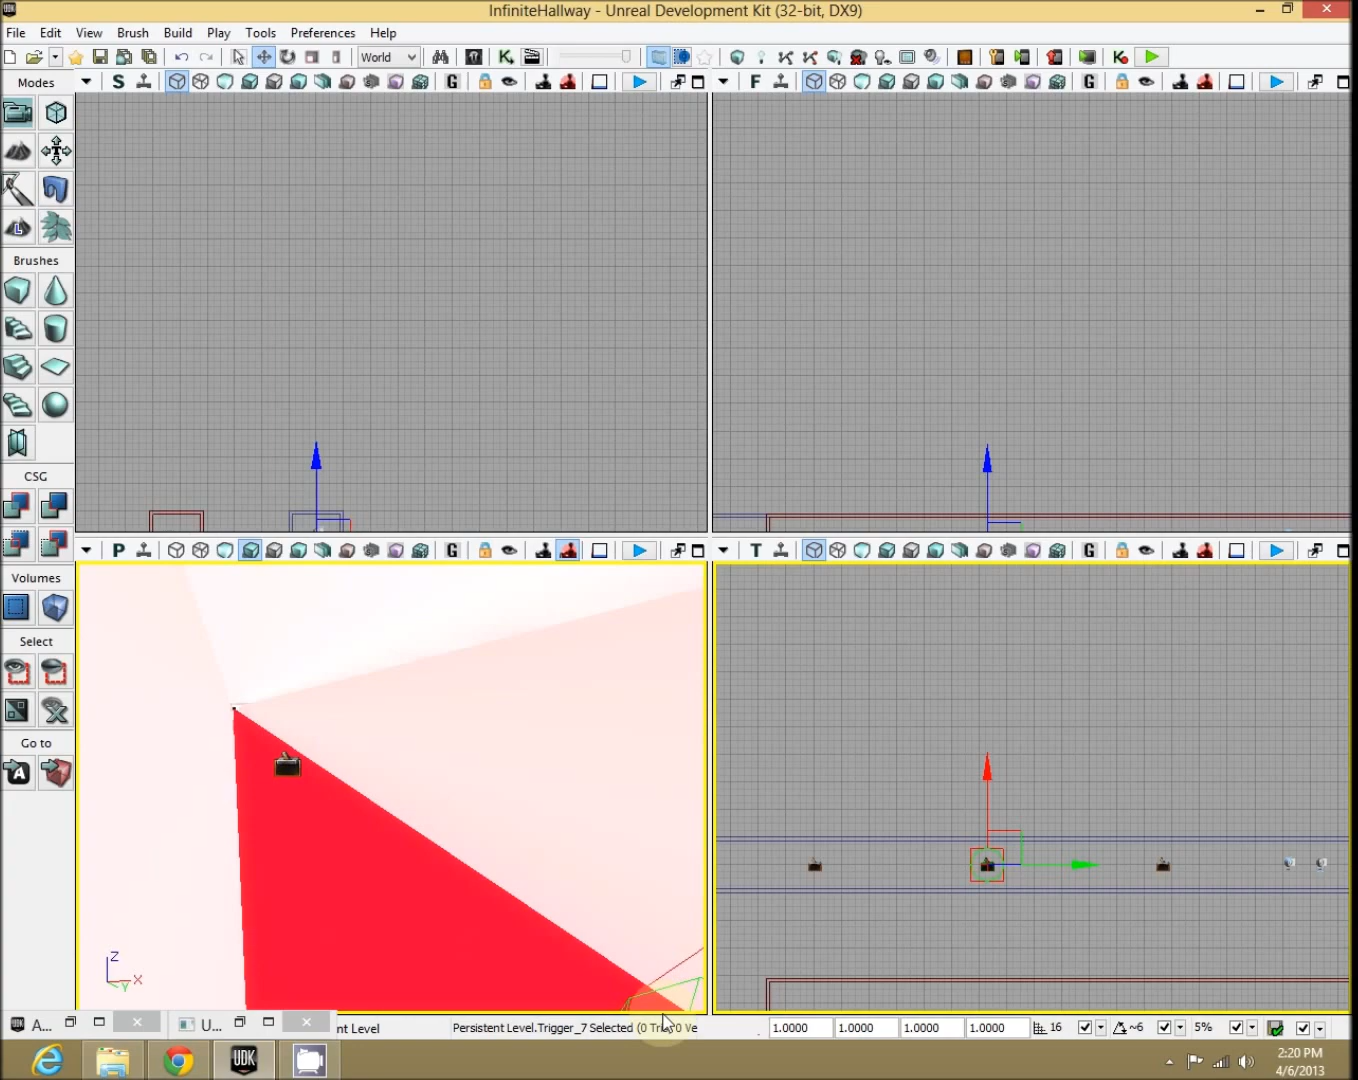 InfiniteHallway - Unreal Development Kit (32-bit, DX9)
File Edit View Brush Build Play Tools Preferences Help
World
Modes
S G
F G
Brushes
CSG
P G
T G
Volumes
Select
Go to
A
Z
X
Y
A...
U...
nt Level
Persistent Level.Trigger_7 Selected (0 Tri, 0 Ve
1.0000 1.0000 1.0000 1.0000 16 ~6 5%
UDK
2:20 PM
4/6/2013